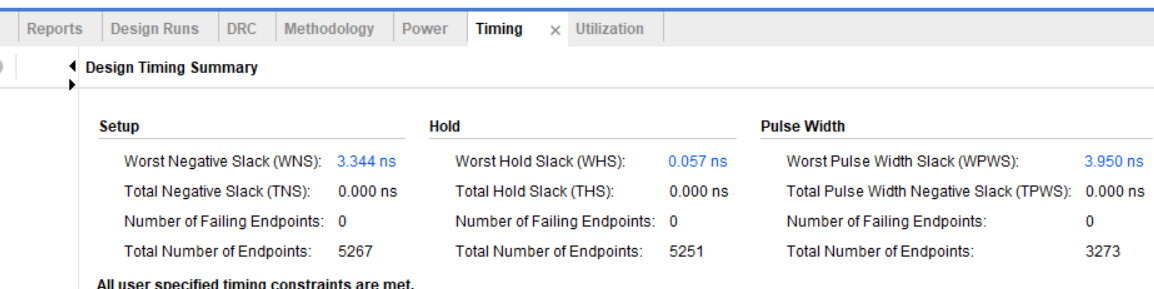 Reports Design Runs DRC Methodology Power Timing × Utilization
Design Timing Summary
Setup Hold Pulse Width
Worst Negative Slack (WNS): 3.344 ns Worst Hold Slack (WHS): 0.057 ns Worst Pulse Width Slack (WPWS): 3.950 ns
Total Negative Slack (TNS): 0.000 ns Total Hold Slack (THS): 0.000 ns Total Pulse Width Negative Slack (TPWS): 0.000 ns
Number of Failing Endpoints: 0 Number of Failing Endpoints: 0 Number of Failing Endpoints: 0
Total Number of Endpoints: 5267 Total Number of Endpoints: 5251 Total Number of Endpoints: 3273
All user specified timing constraints are met.